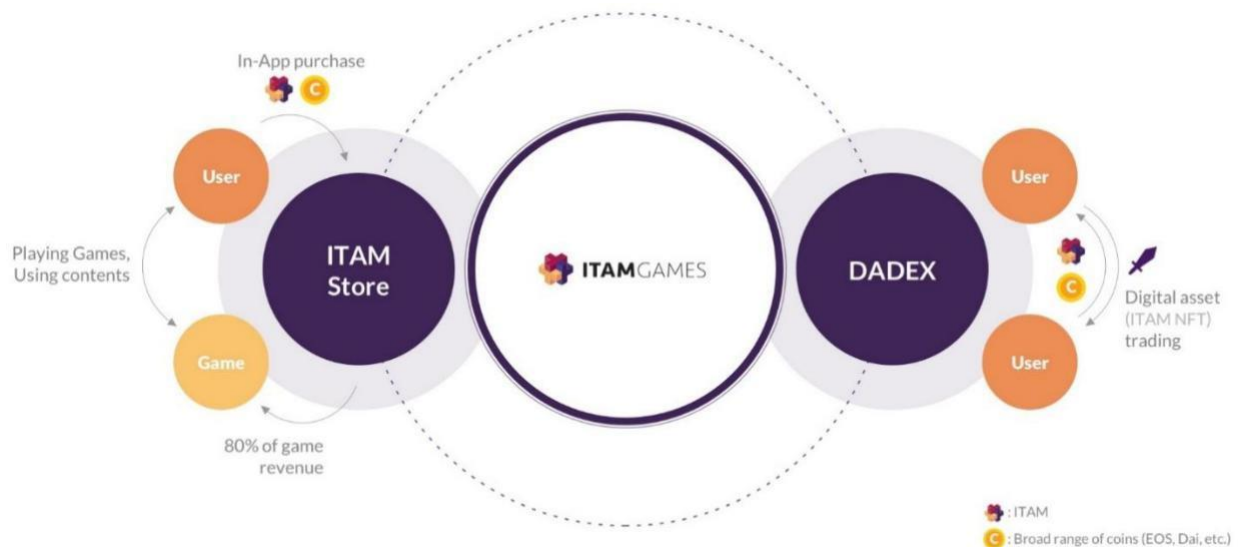 In-App purchase
C
User
Playing Games,
Using contents
ITAM
Store
Game
80% of game
revenue
ITAMGAMES
DADEX
User
C
Digital asset
(ITAM NFT)
trading
User
: ITAM
C : Broad range of coins (EOS, Dai, etc.)